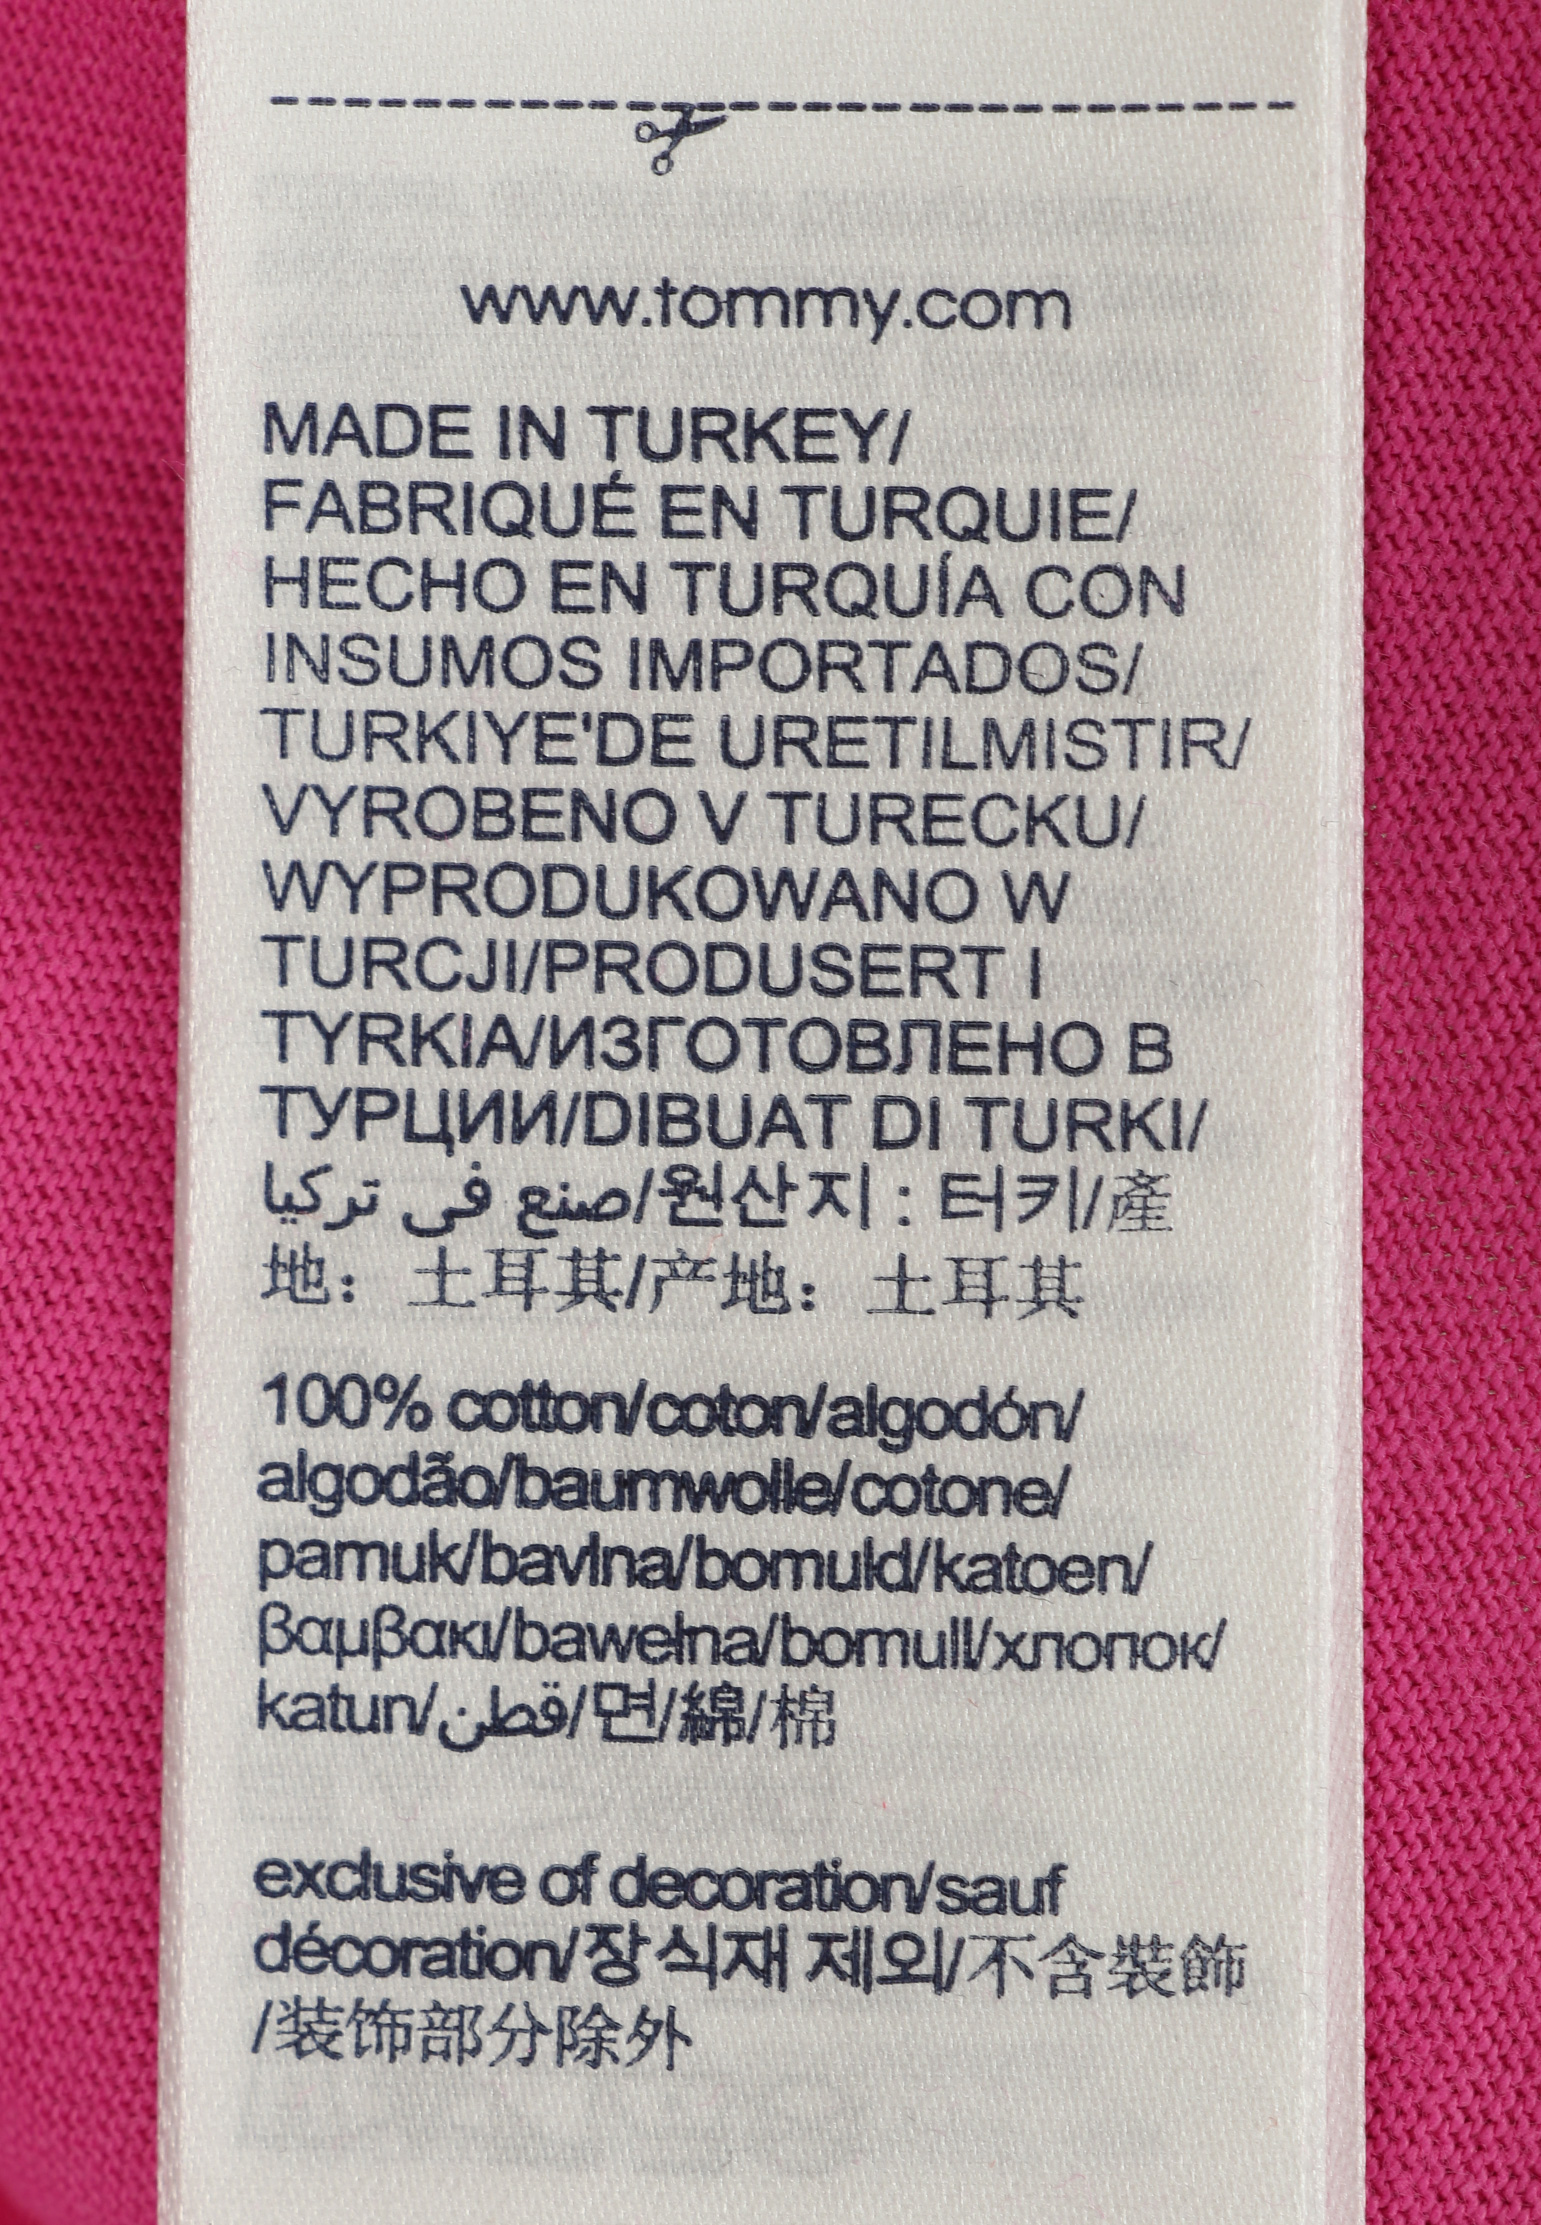 www.tommy.com
MADE IN TURKEY/
FABRIQUÉ EN TURQUIE/
HECHO EN TURQUÍA CON
INSUMOS IMPORTADOS/
TURKIYE'DE URETILMISTIR/
VYROBENO V TURECKU/
WYPRODUKOWANO W
TURCJI/PRODUSERT I
TYRKIA/ИЗГОТОВЛЕНО В
ТУРЦИИ/DIBUAT DI TURKI/
صنع في تركيا/원산지 : 터키/產
地: 土耳其/产地: 土耳其
100% cotton/coton/algodón/
algodão/baumwolle/cotone/
pamuk/bavlna/bomuld/katoen/
βαμβακι/bawełna/bomull/хлопок/
katun/قطن/면/綿/棉
exclusive of decoration/sauf
décoration/장식재 제외/不含裝飾
/装饰部分除外